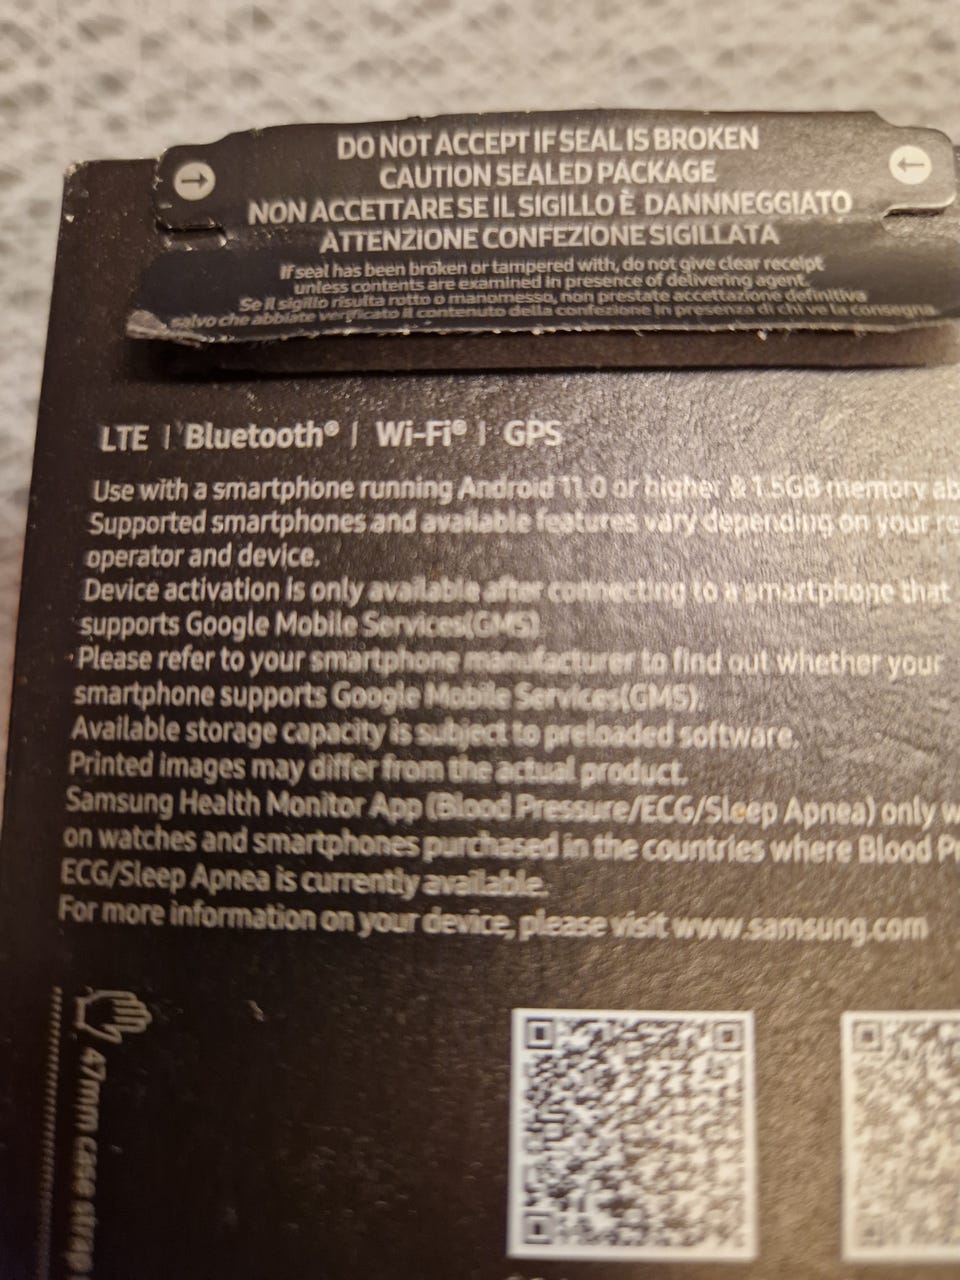 DO NOT ACCEPT IF SEAL IS BROKEN
CAUTION SEALED PACKAGE
NON ACCETTARE SE IL SIGILLO È DANNNEGGIATO
ATTENZIONE CONFEZIONE SIGILLATA
If seal has been broken or tampered with, do not give clear receipt
unless contents are examined in presence of delivering agent.
Se il sigillo risulta rotto o manomesso, non prestate accettazione definitiva
salvo che abbiate verificato il contenuto della confezione in presenza di chi ve la consegna.
LTE | Bluetooth® | Wi-Fi® | GPS
Use with a smartphone running Android 11.0 or higher & 1.5GB memory
Supported smartphones and available features vary depending on your
operator and device.
Device activation is only available after connecting to a smartphone that
supports Google Mobile Services(GMS).
Please refer to your smartphone manufacturer to find out whether your
smartphone supports Google Mobile Services(GMS).
Available storage capacity is subject to preloaded software.
Printed images may differ from the actual product.
Samsung Health Monitor App (Blood Pressure/ECG/Sleep Apnea) only
on watches and smartphones purchased in the countries where Blood
ECG/Sleep Apnea is currently available.
For more information on your device, please visit www.samsung.com
47mm case strap